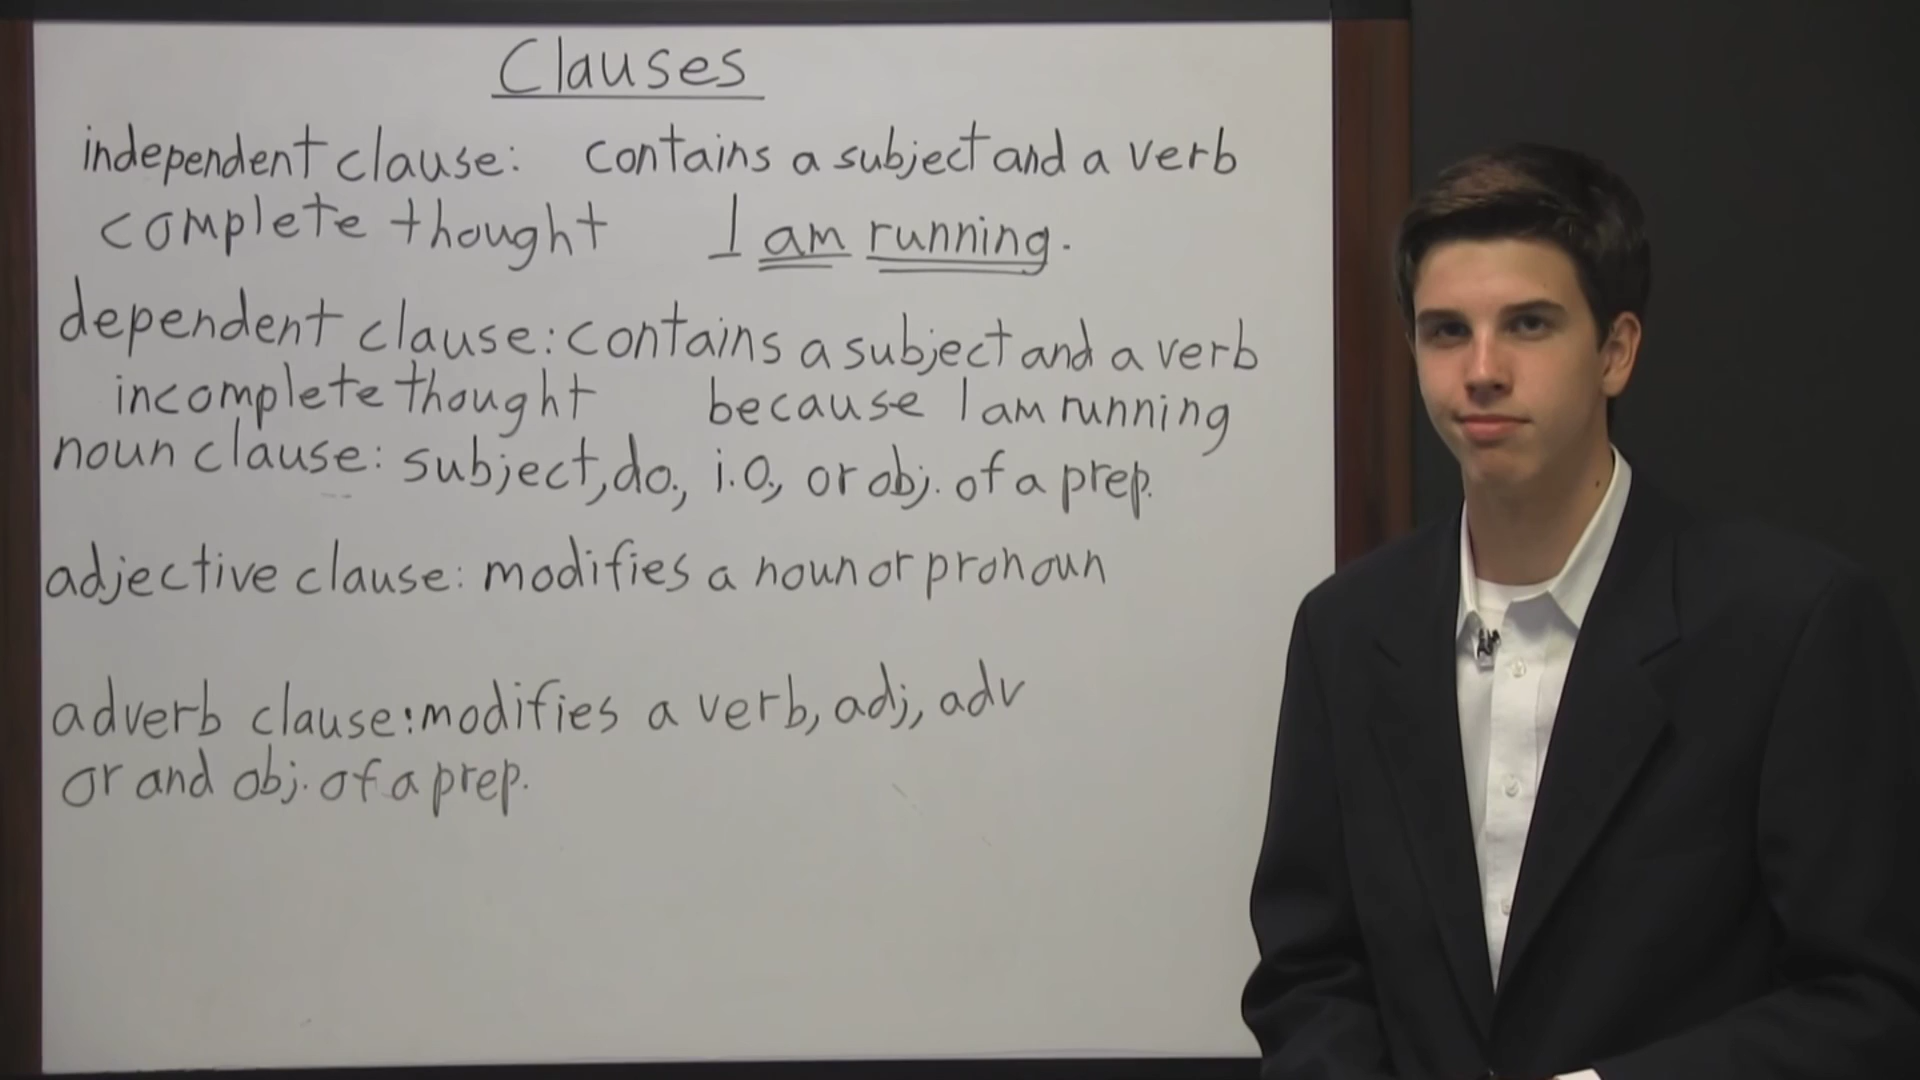 Clauses
independent clause: contains a subject and a verb
complete thought I am running.
dependent clause: contains a subject and a verb
incomplete thought because I am running
noun clause: subject, d.o., i.o., or obj. of a prep.
adjective clause: modifies a noun or pronoun
adverb clause: modifies a verb, adj, adv
or and obj. of a prep.